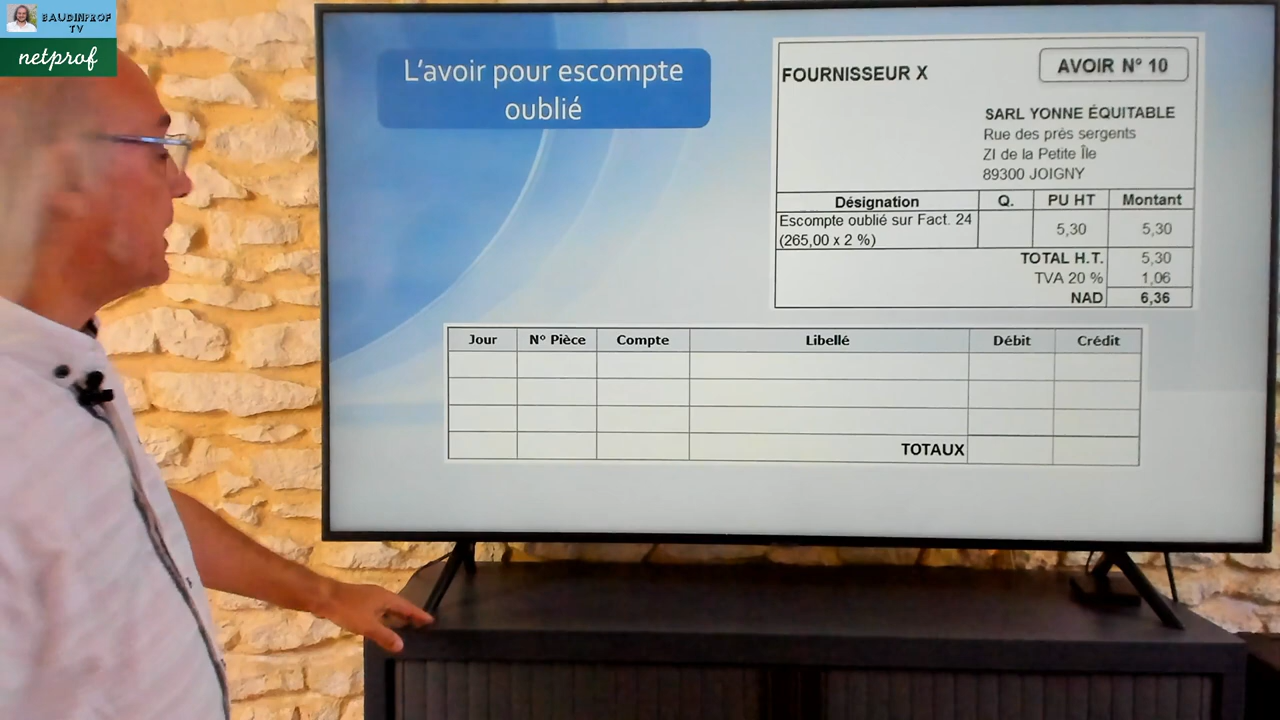 BAUDINPROF
TV
netprof
L'avoir pour escompte
oublié
FOURNISSEUR X
AVOIR N° 10
SARL YONNE ÉQUITABLE
Rue des prés sergents
ZI de la Petite Île
89300 JOIGNY
Désignation Q. PU HT Montant
Escompte oublié sur Fact. 24
(265,00 x 2 %) 5,30 5,30
TOTAL H.T. 5,30
TVA 20 % 1,06
NAD 6,36
Jour N° Pièce Compte Libellé Débit Crédit
TOTAUX